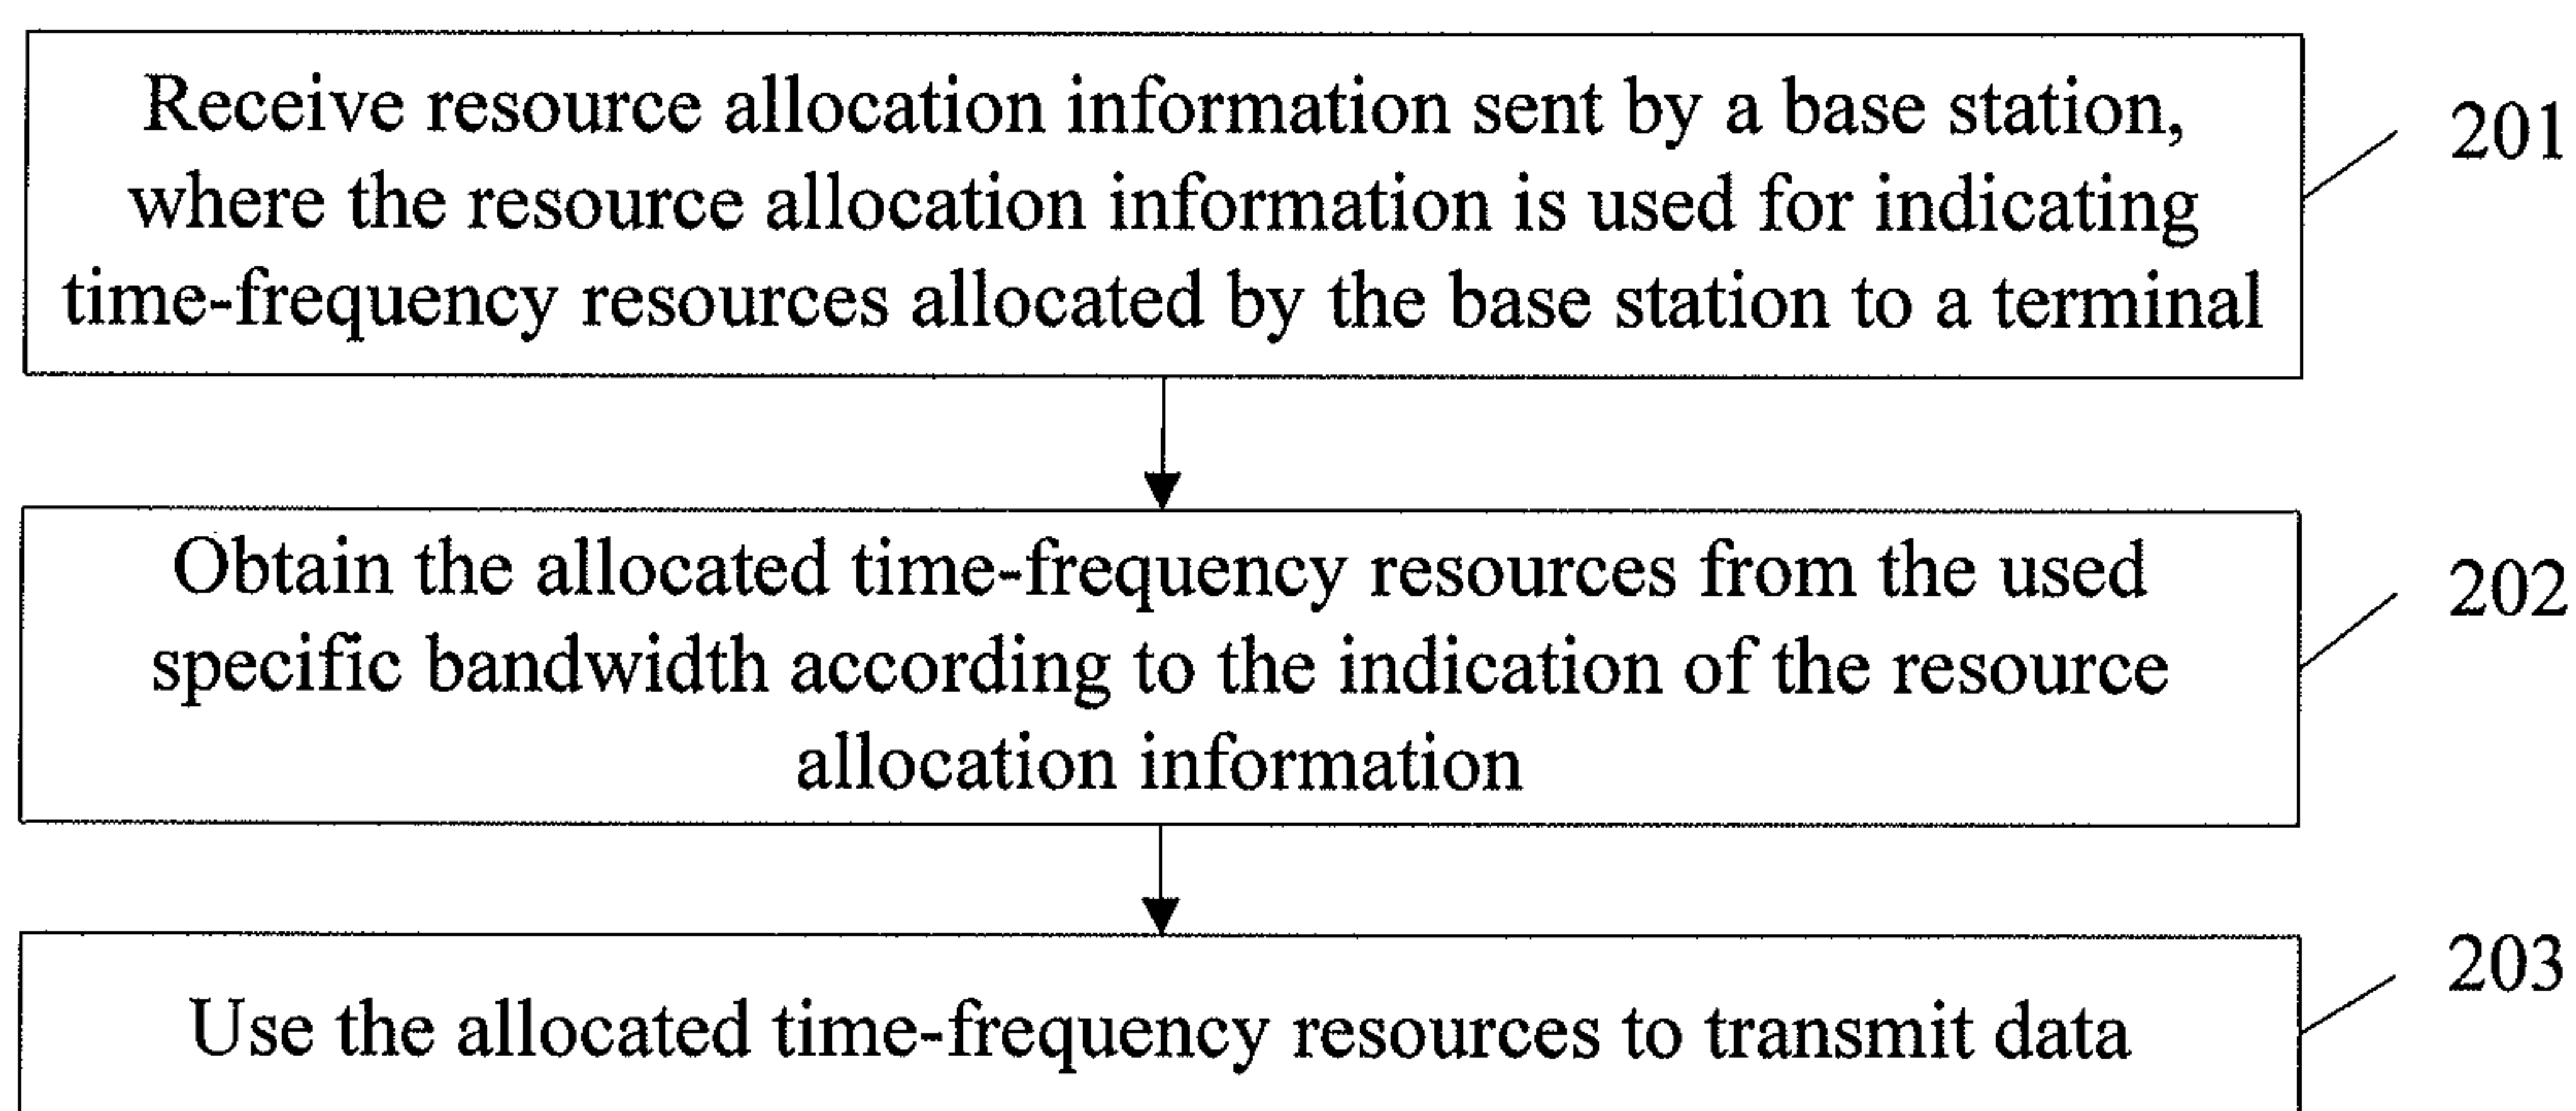 Receive resource allocation information sent by a base station,
where the resource allocation information is used for indicating
time-frequency resources allocated by the base station to a terminal
201
Obtain the allocated time-frequency resources from the used
specific bandwidth according to the indication of the resource
allocation information
202
Use the allocated time-frequency resources to transmit data
203